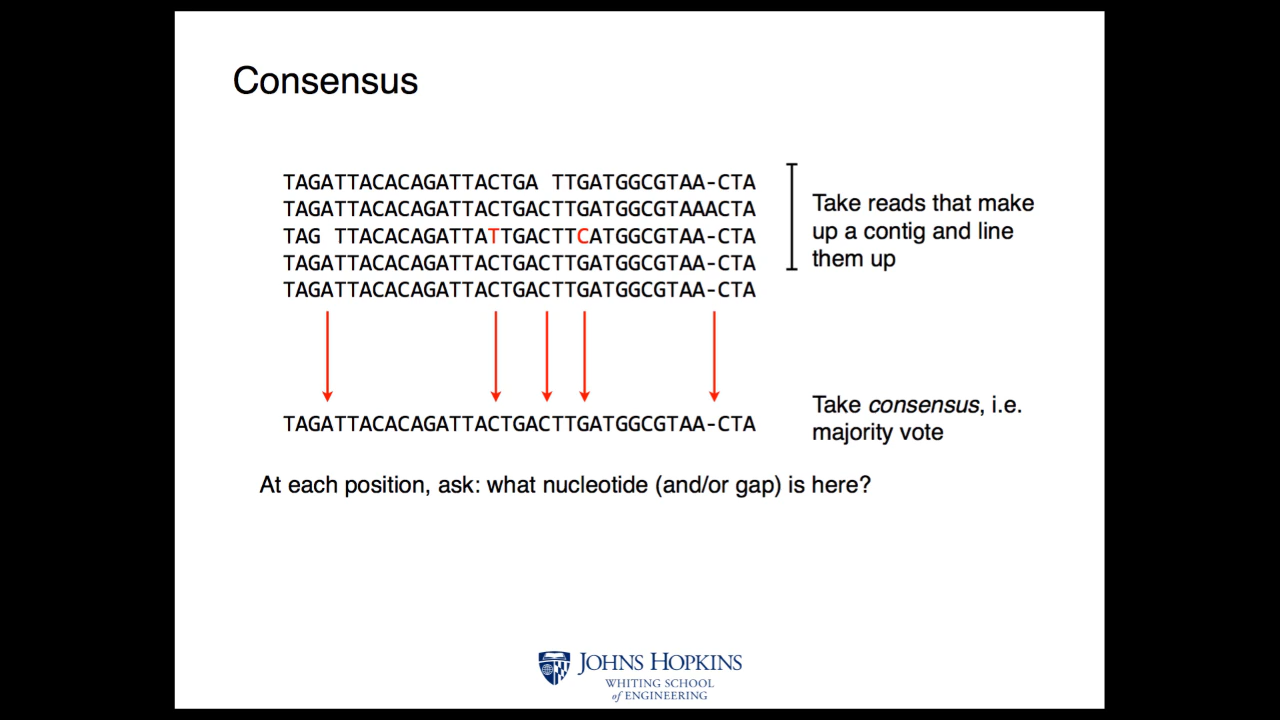 Consensus
TAGATTACACAGATTACTGA TTGATGGCGTAA-CTA
TAGATTACACAGATTACTGACTTGATGGCGTAAACTA
TAG TTACACAGATTATTGACTTCATGGCGTAA-CTA
TAGATTACACAGATTACTGACTTGATGGCGTAA-CTA
TAGATTACACAGATTACTGACTTGATGGCGTAA-CTA
Take reads that make
up a contig and line
them up
TAGATTACACAGATTACTGACTTGATGGCGTAA-CTA
Take consensus, i.e.
majority vote
At each position, ask: what nucleotide (and/or gap) is here?
JOHNS HOPKINS
WHITING SCHOOL
of ENGINEERING